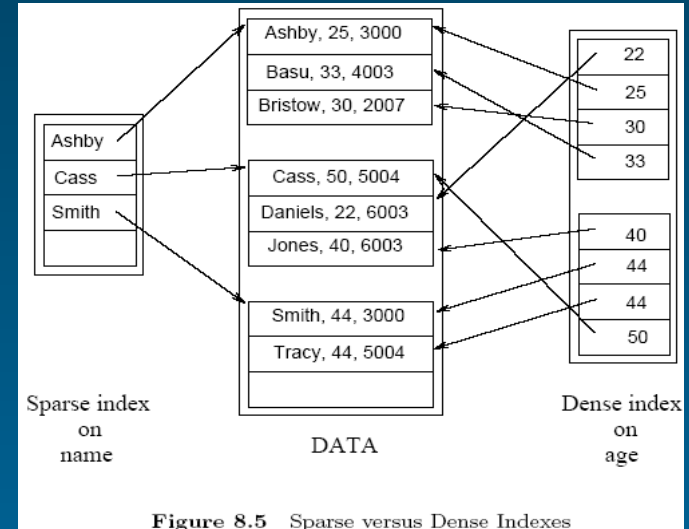 Ashby
Cass
Smith
Sparse index
on
name
Ashby, 25, 3000
Basu, 33, 4003
Bristow, 30, 2007
Cass, 50, 5004
Daniels, 22, 6003
Jones, 40, 6003
Smith, 44, 3000
Tracy, 44, 5004
DATA
22
25
30
33
40
44
44
50
Dense index
on
age
Figure 8.5 Sparse versus Dense Indexes